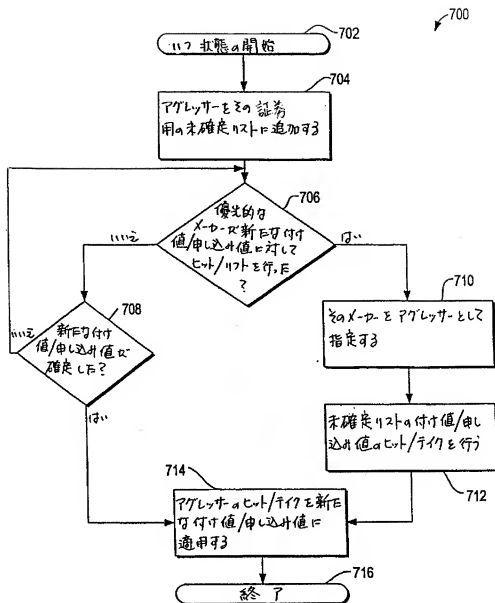 700
702
イフ状態の開始
704
アグレッサーをその証券
用の未確定リストに追加する
706
優先的な
メーカーが新たな付け
値/申し込み値に対して
ヒット/リフトを行った
?
いいえ
はい
708
新たな付け
値/申し込み値が
確定した?
いいえ
はい
710
そのメーカーをアグレッサーとして
指定する
未確定リストの付け値/申し
込み値のヒット/テイクを行う
712
714
アグレッサーのヒット/テイクを新た
な付け値/申し込み値に
適用する
716
終了